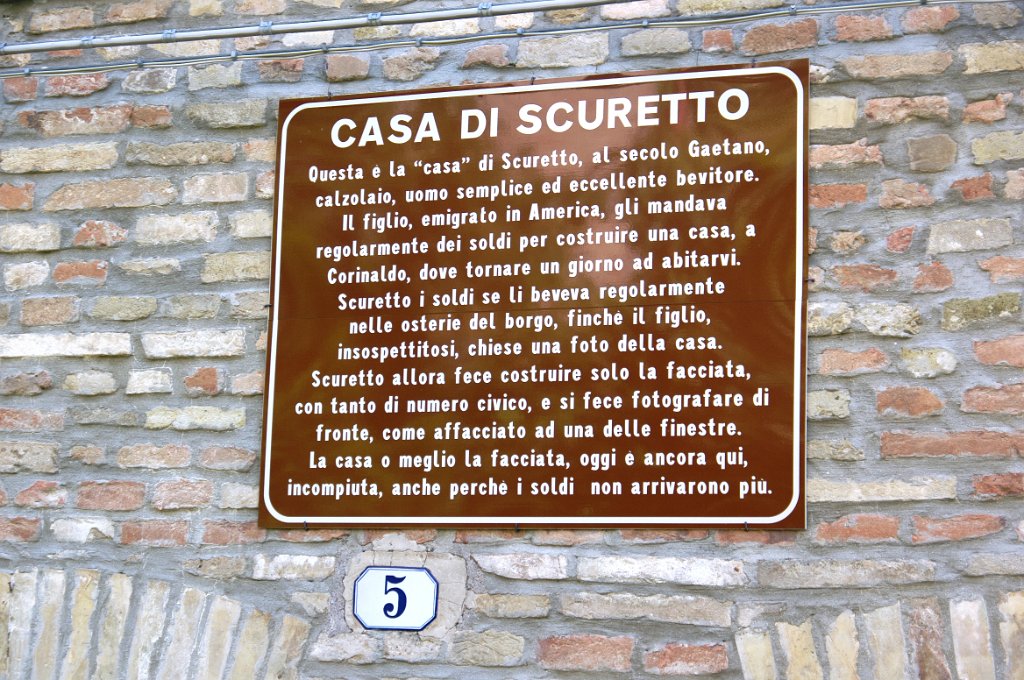 CASA DI SCURETTO
Questa è la "casa" di Scuretto, al secolo Gaetano,
calzolaio, uomo semplice ed eccellente bevitore.
Il figlio, emigrato in America, gli mandava
regolarmente dei soldi per costruire una casa, a
Corinaldo, dove tornare un giorno ad abitarvi.
Scuretto i soldi se li beveva regolarmente
nelle osterie del borgo, finchè il figlio,
insospettitosi, chiese una foto della casa.
Scuretto allora fece costruire solo la facciata,
con tanto di numero civico, e si fece fotografare di
fronte, come affacciato ad una delle finestre.
La casa o meglio la facciata, oggi è ancora qui,
incompiuta, anche perchè i soldi non arrivarono più.
5